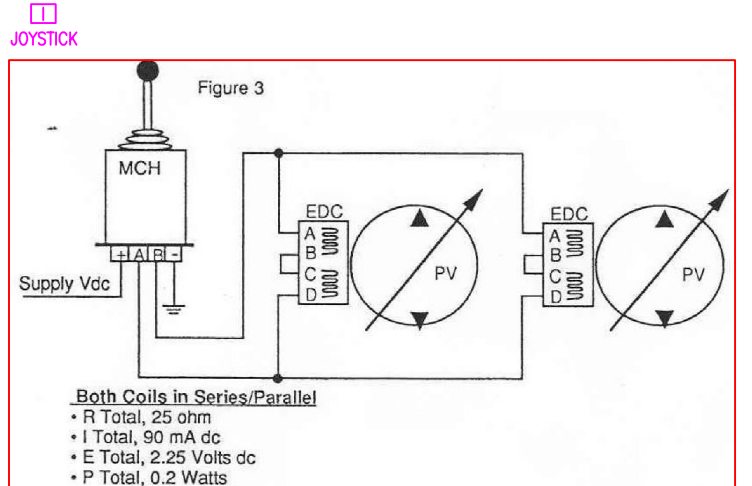 I
JOYSTICK
Figure 3
MCH
+ A B -
Supply Vdc
EDC
A
B
C
D
PV
EDC
A
B
C
D
PV
Both Coils in Series/Parallel
• R Total, 25 ohm
• I Total, 90 mA dc
• E Total, 2.25 Volts dc
• P Total, 0.2 Watts